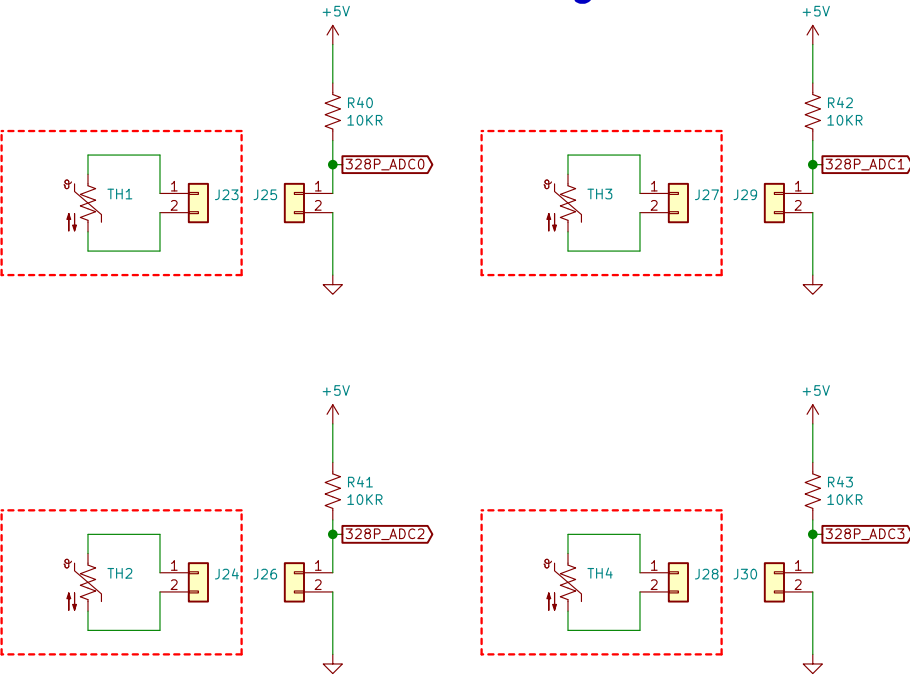 +5V
R40
10KR
328P_ADC0
TH1
1
2
J23
J25
1
2
+5V
R42
10KR
328P_ADC1
TH3
1
2
J27
J29
1
2
+5V
R41
10KR
328P_ADC2
TH2
1
2
J24
J26
1
2
+5V
R43
10KR
328P_ADC3
TH4
1
2
J28
J30
1
2